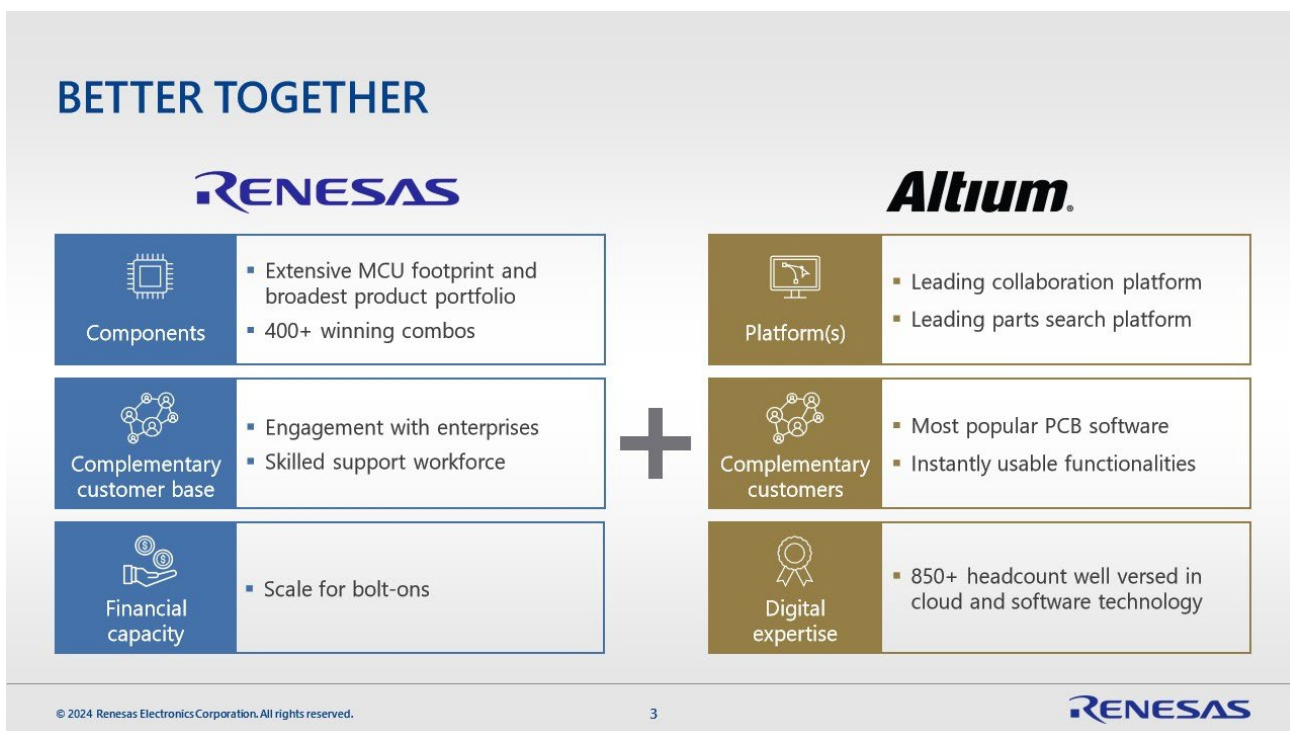 BETTER TOGETHER
RENESAS
Components
▪ Extensive MCU footprint and
broadest product portfolio
▪ 400+ winning combos
Complementary
customer base
▪ Engagement with enterprises
▪ Skilled support workforce
Financial
capacity
▪ Scale for bolt-ons
+
Altium®
Platform(s)
▪ Leading collaboration platform
▪ Leading parts search platform
Complementary
customers
▪ Most popular PCB software
▪ Instantly usable functionalities
Digital
expertise
▪ 850+ headcount well versed in
cloud and software technology
© 2024 Renesas Electronics Corporation. All rights reserved.
3
RENESAS